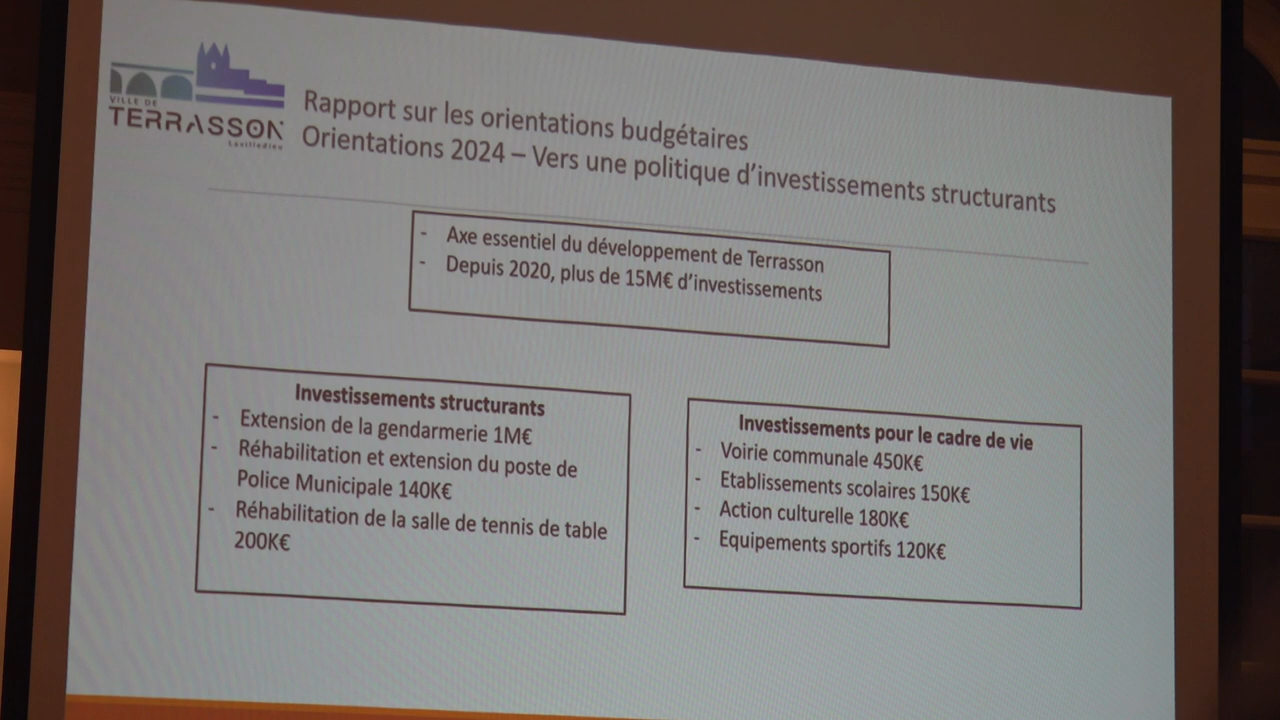 VILLE DE
TERRASSON
Lavilledieu
Rapport sur les orientations budgétaires
Orientations 2024 – Vers une politique d'investissements structurants
- Axe essentiel du développement de Terrasson
- Depuis 2020, plus de 15M€ d'investissements
Investissements structurants
- Extension de la gendarmerie 1M€
- Réhabilitation et extension du poste de
Police Municipale 140K€
- Réhabilitation de la salle de tennis de table
200K€
Investissements pour le cadre de vie
- Voirie communale 450K€
- Etablissements scolaires 150K€
- Action culturelle 180K€
- Equipements sportifs 120K€